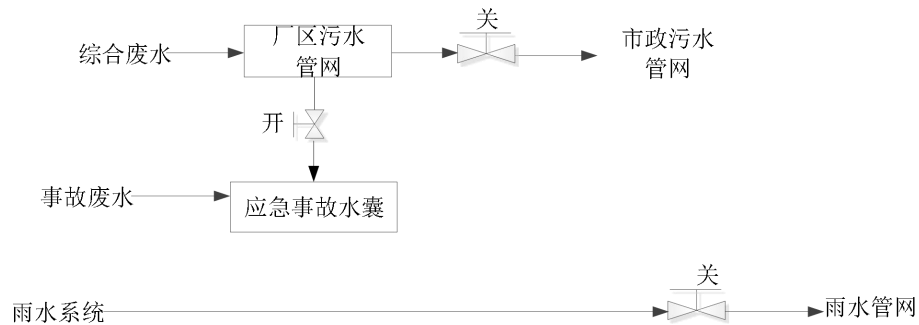 关
综合废水
厂区污水
管网
市政污水
管网
开
事故废水
应急事故水囊
关
雨水系统
雨水管网